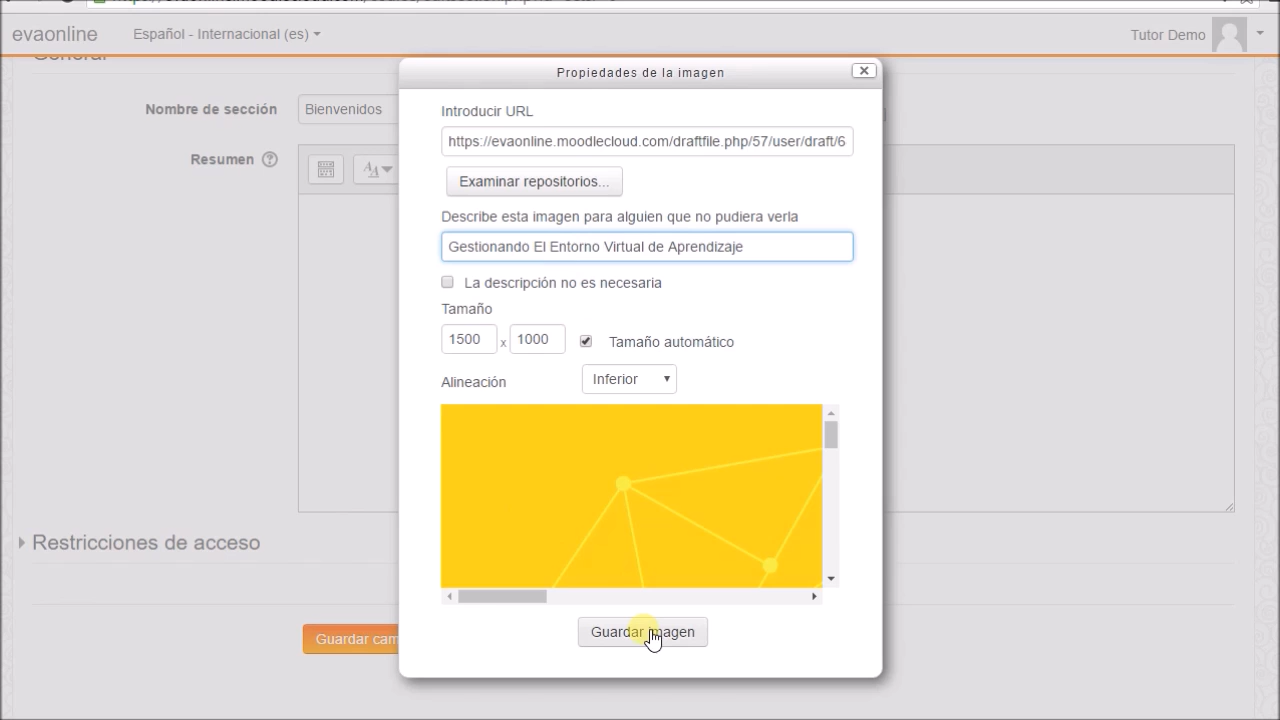 evaonline
Español - Internacional (es)
Tutor Demo
General
Propiedades de la imagen
Nombre de sección
Bienvenidos
Resumen
Introducir URL
https://evaonline.moodlecloud.com/draftfile.php/57/user/draft/6
Examinar repositorios...
Describe esta imagen para alguien que no pudiera verla
Gestionando El Entorno Virtual de Aprendizaje
La descripción no es necesaria
Tamaño
1500 x 1000
Tamaño automático
Alineación
Inferior
Restricciones de acceso
Guardar cam
Guardar imagen